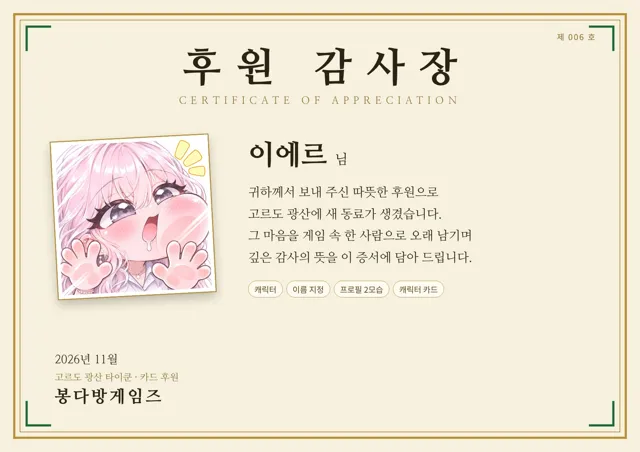 제 006 호
후원 감사장
CERTIFICATE OF APPRECIATION
이에르 님
귀하께서 보내 주신 따뜻한 후원으로
고르도 광산에 새 동료가 생겼습니다.
그 마음을 게임 속 한 사람으로 오래 남기며
깊은 감사의 뜻을 이 증서에 담아 드립니다.
캐릭터 이름 지정 프로필 2모습 캐릭터 카드
2026년 11월
고르도 광산 타이쿤 · 카드 후원
봉다방게임즈